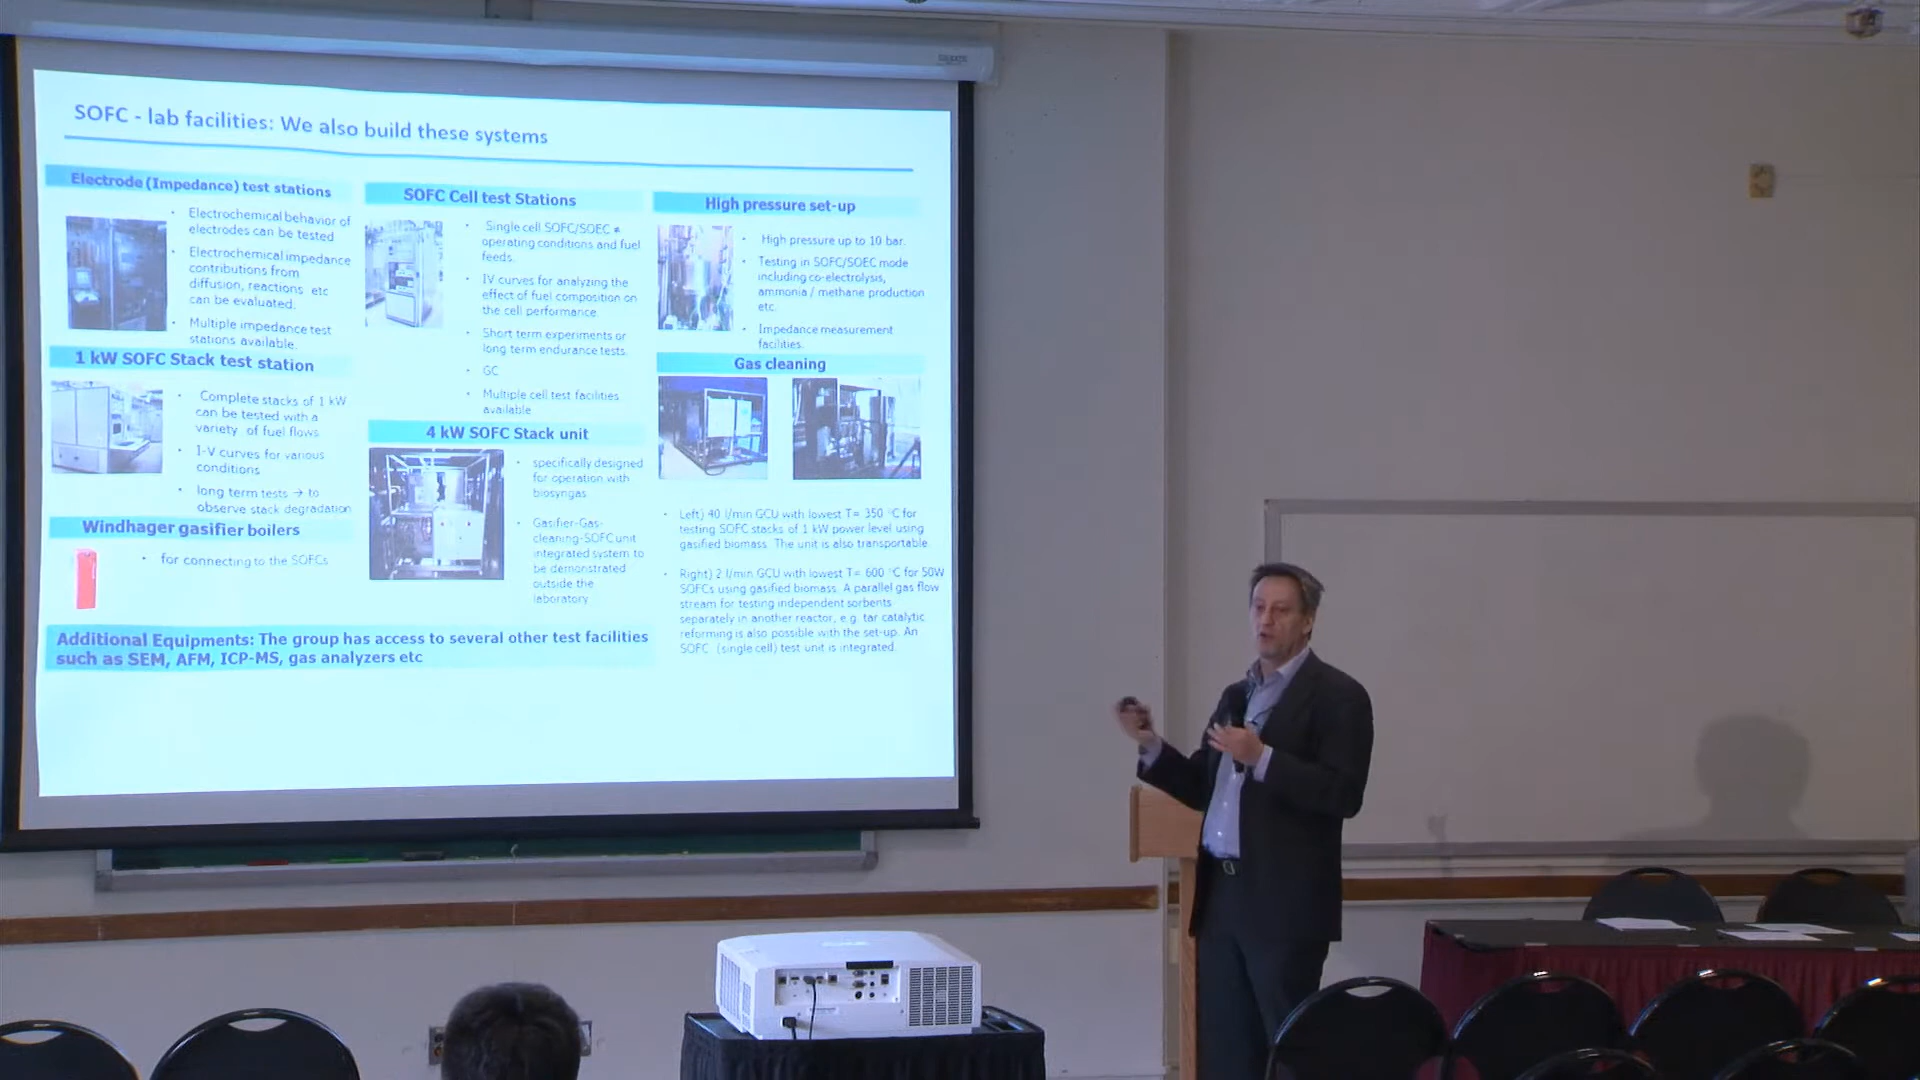 SOFC - lab facilities: We also build these systems
Electrode (Impedance) test stations
• Electrochemical behavior of
electrodes can be tested
• Electrochemical impedance
contributions from
diffusion, reactions etc
can be evaluated.
• Multiple impedance test
stations available.
1 kW SOFC Stack test station
• Complete stacks of 1 kW
can be tested with a
variety of fuel flows
• I-V curves for various
conditions
• long term tests → to
observe stack degradation
Windhager gasifier boilers
• for connecting to the SOFCs
SOFC Cell test Stations
• Single cell SOFC/SOEC ≠
operating conditions and fuel
feeds.
• IV curves for analyzing the
effect of fuel composition on
the cell performance
• Short term experiments or
long term endurance tests.
• GC
• Multiple cell test facilities
available
4 kW SOFC Stack unit
• specifically designed
for operation with
biosyngas
• Gasifier-Gas-
cleaning-SOFC unit
integrated system to
be demonstrated
outside the
laboratory
High pressure set-up
• High pressure up to 10 bar.
• Testing in SOFC/SOEC mode
including co-electrolysis,
ammonia / methane production
etc.
• Impedance measurement
facilities.
Gas cleaning
• Left) 40 l/min GCU with lowest T= 350 °C for
testing SOFC stacks of 1 kW power level using
gasified biomass. The unit is also transportable.
• Right) 2 l/min GCU with lowest T= 600 °C for 50W
SOFCs using gasified biomass. A parallel gas flow
stream for testing independent sorbents
separately in another reactor, e.g. tar catalytic
reforming is also possible with the set-up. An
SOFC (single cell) test unit is integrated.
Additional Equipments: The group has access to several other test facilities
such as SEM, AFM, ICP-MS, gas analyzers etc